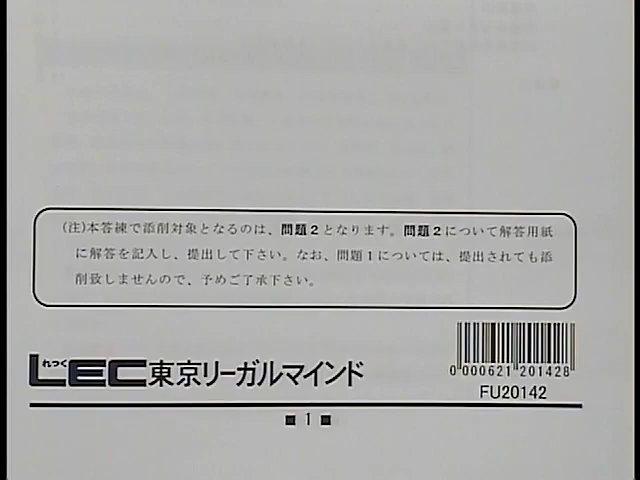 (注)本答練で添削対象となるのは、問題2となります。問題2について解答用紙
に解答を記入し、提出して下さい。なお、問題1については、提出されても添
削致しませんので、予めご了承下さい。
れっく
LEC東京リーガルマインド
0 000621 201428
FU20142
■ 1 ■